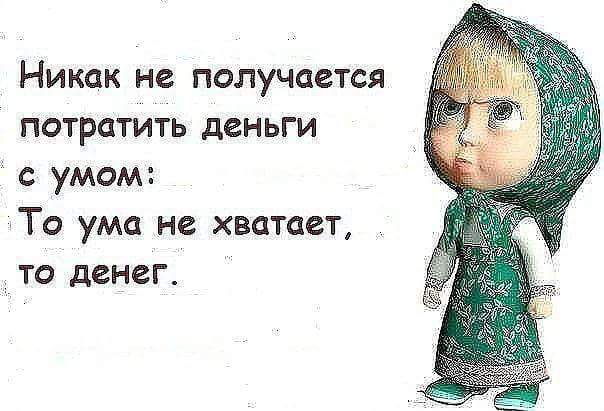 Никак не получается
потратить деньги
с умом:
То ума не хватает,
то денег.